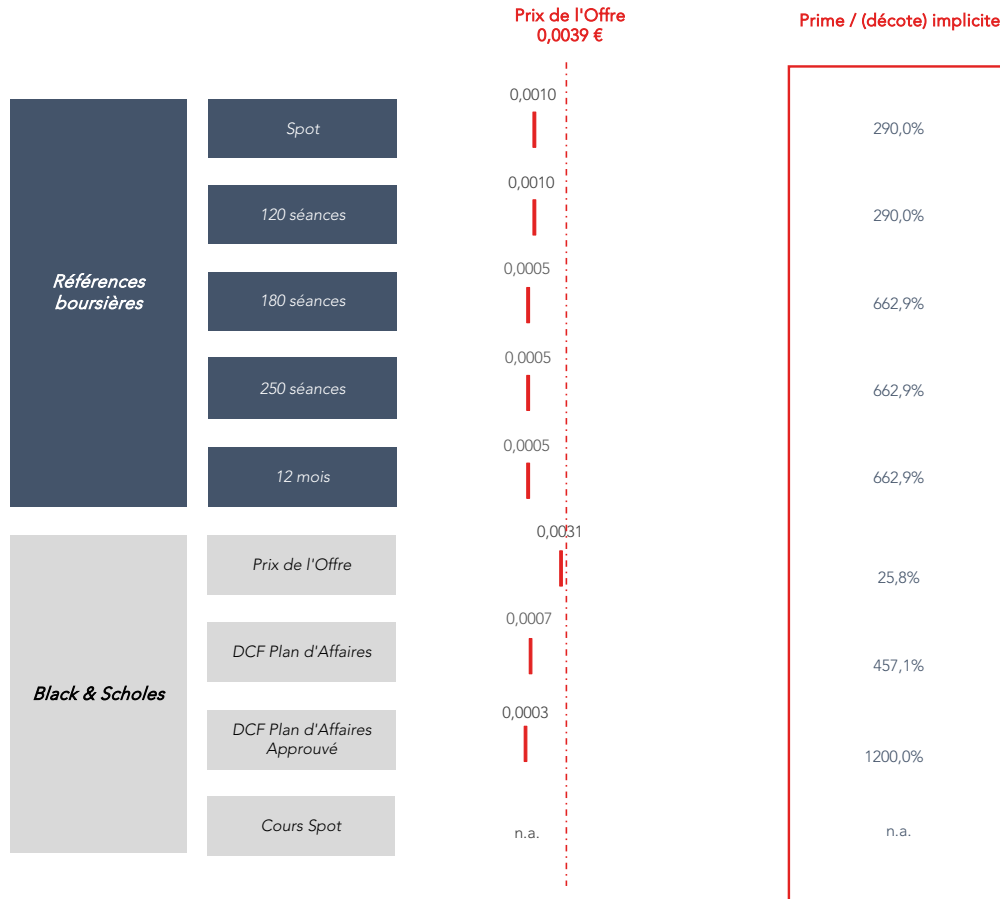 Prix de l'Offre
0,0039 €
Prime / (décote) implicite
Références
boursières
Spot
0,0010
290,0%
120 séances
0,0010
290,0%
180 séances
0,0005
662,9%
250 séances
0,0005
662,9%
12 mois
0,0005
662,9%
Black & Scholes
Prix de l'Offre
0,0031
25,8%
DCF Plan d'Affaires
0,0007
457,1%
DCF Plan d'Affaires
Approuvé
0,0003
1200,0%
Cours Spot
n.a.
n.a.